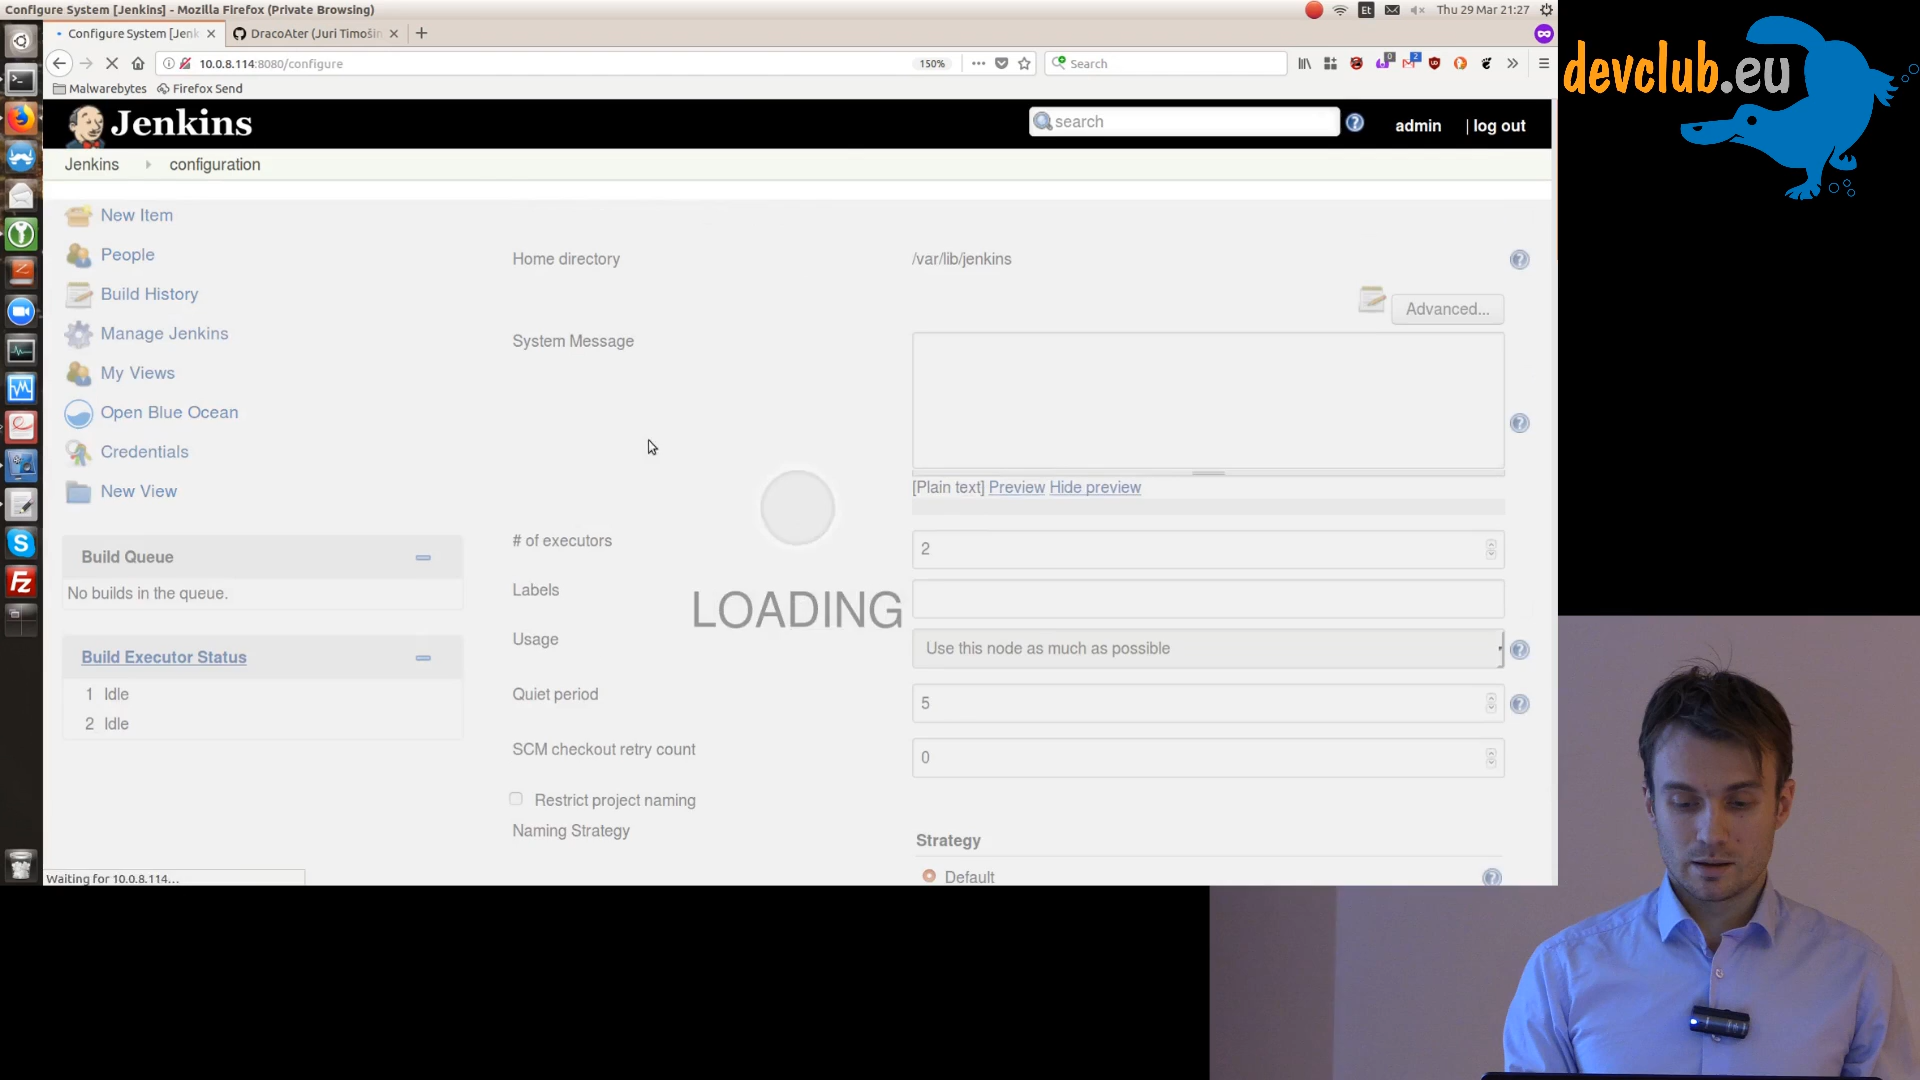 Configure System [Jenkins] - Mozilla Firefox (Private Browsing)
Et
Thu 29 Mar 21:27
Configure System [Jenk
DracoAter (Juri Timošin
10.0.8.114:8080/configure
150%
Search
Malwarebytes
Firefox Send
Jenkins
search
admin
| log out
Jenkins
configuration
New Item
People
Build History
Manage Jenkins
My Views
Open Blue Ocean
Credentials
New View
Build Queue
No builds in the queue.
Build Executor Status
1 Idle
2 Idle
Home directory
/var/lib/jenkins
Advanced...
System Message
[Plain text] Preview Hide preview
# of executors
2
Labels
LOADING
Usage
Use this node as much as possible
Quiet period
5
SCM checkout retry count
0
Restrict project naming
Naming Strategy
Strategy
Default
Waiting for 10.0.8.114...
devclub.eu